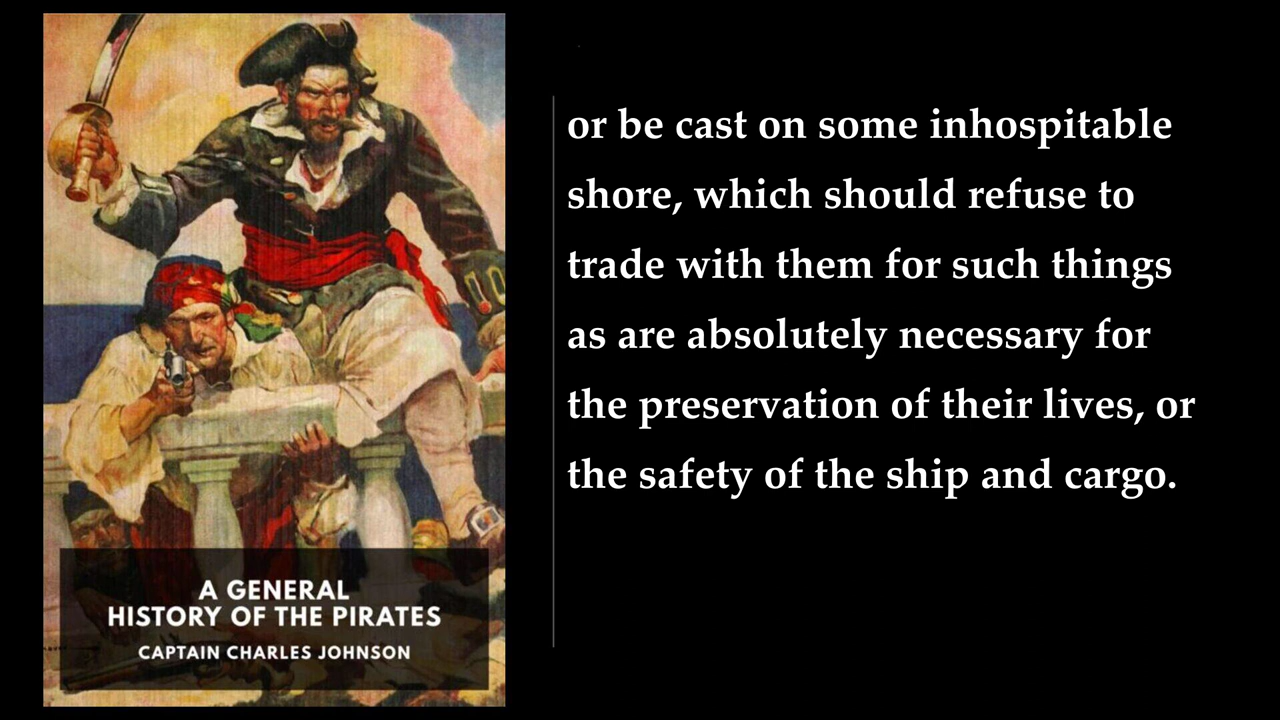 A GENERAL
HISTORY OF THE PIRATES
CAPTAIN CHARLES JOHNSON
or be cast on some inhospitable
shore, which should refuse to
trade with them for such things
as are absolutely necessary for
the preservation of their lives, or
the safety of the ship and cargo.